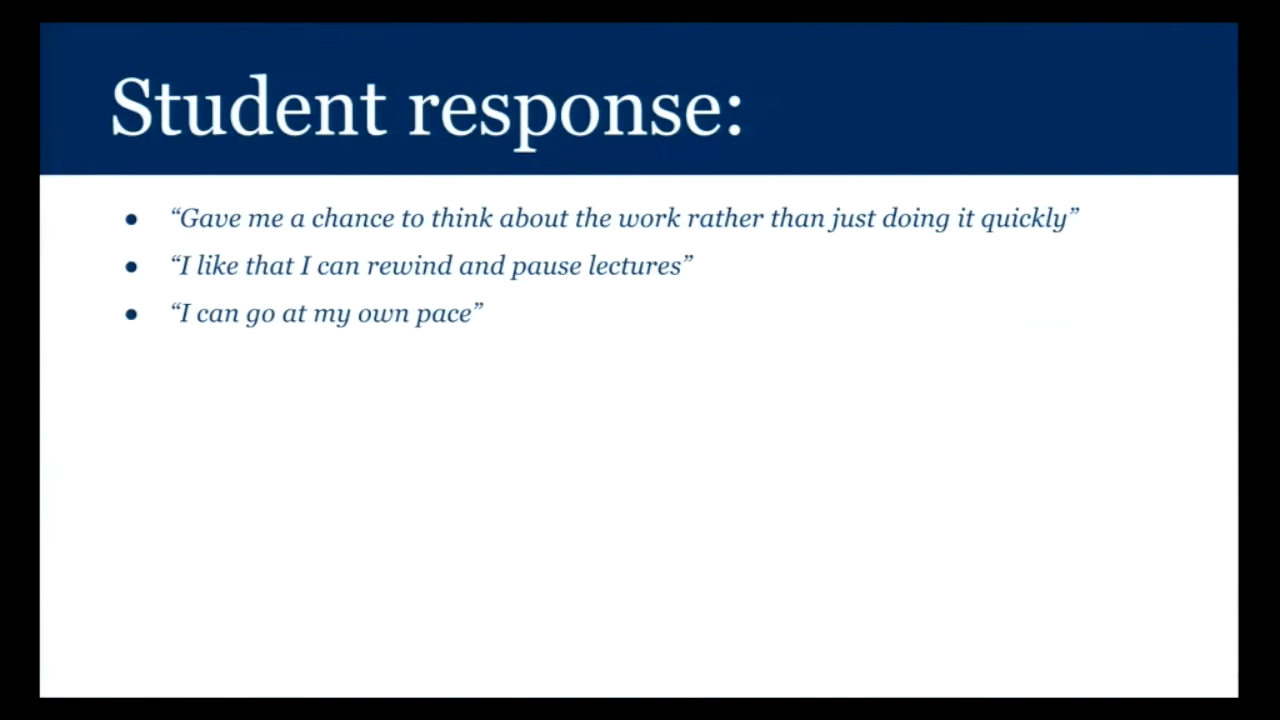 Student response:
● “Gave me a chance to think about the work rather than just doing it quickly”
● “I like that I can rewind and pause lectures”
● “I can go at my own pace”